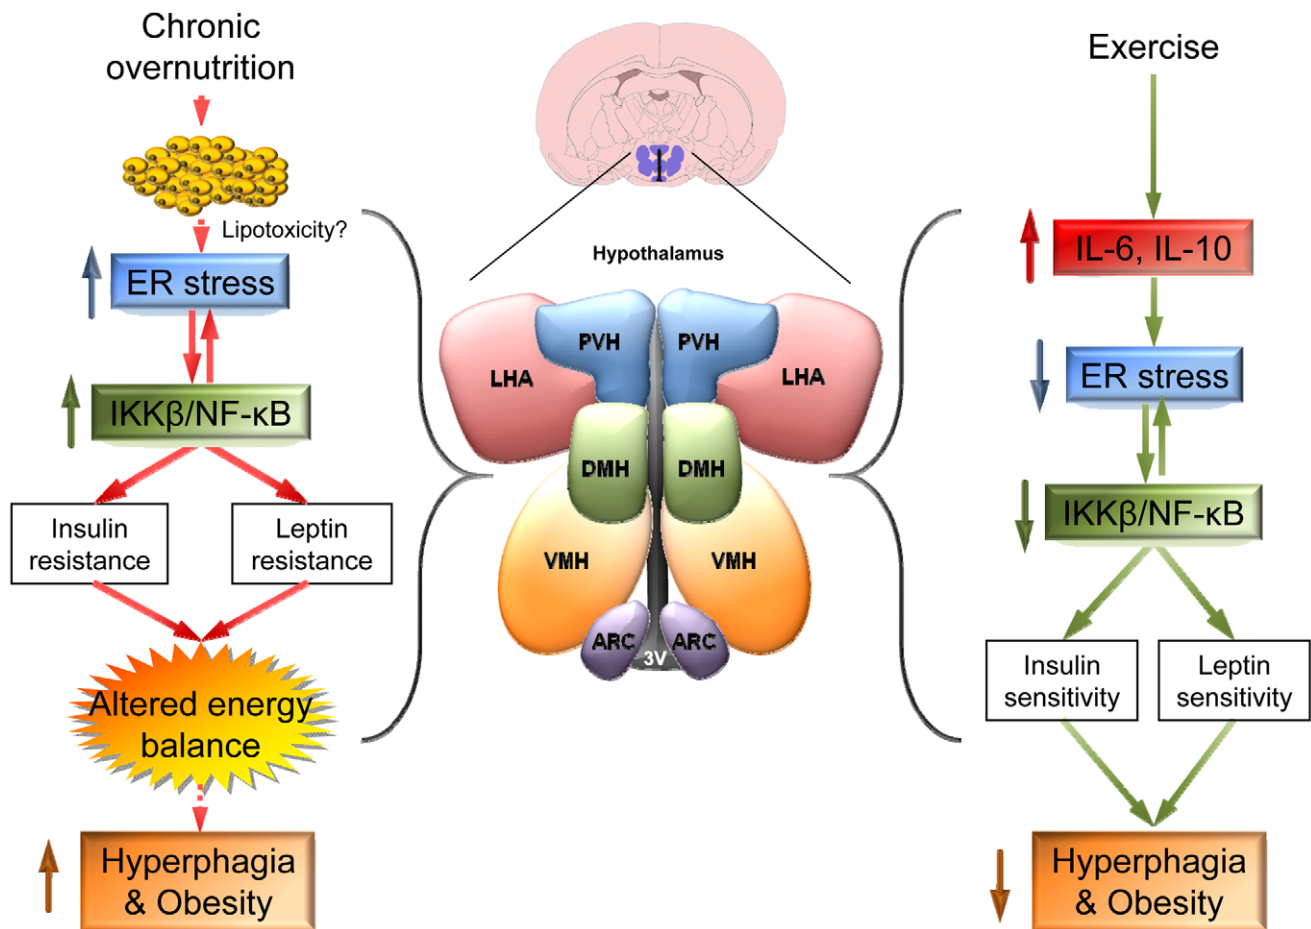 Chronic
overnutrition
Lipotoxicity?
ER stress
IKKβ/NF-κB
Insulin
resistance
Leptin
resistance
Altered energy
balance
Hyperphagia
& Obesity
Hypothalamus
PVH
PVH
LHA
LHA
DMH
DMH
VMH
VMH
ARC
ARC
3V
Exercise
IL-6, IL-10
ER stress
IKKβ/NF-κB
Insulin
sensitivity
Leptin
sensitivity
Hyperphagia
& Obesity